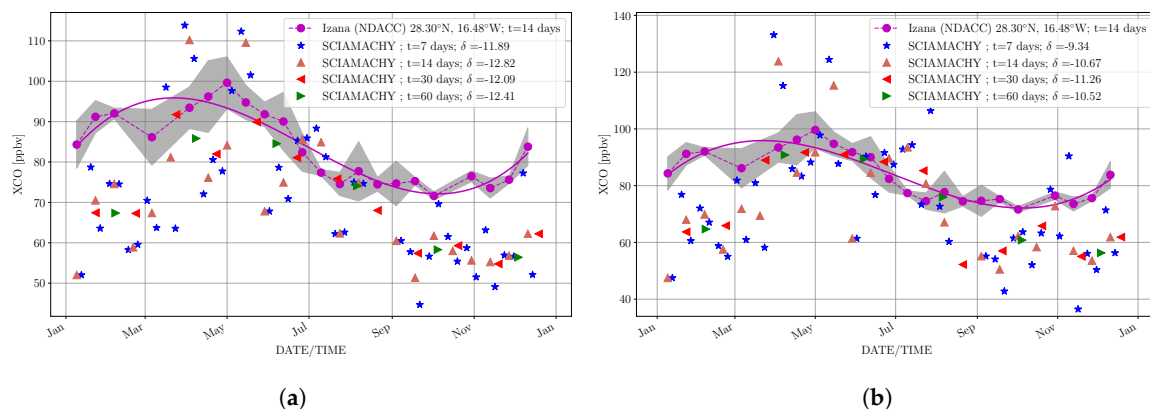 Izana (NDACC) 28.30°N, 16.48°W; t=14 days
SCIAMACHY ; t=7 days; δ =-11.89
SCIAMACHY ; t=14 days; δ =-12.82
SCIAMACHY ; t=30 days; δ =-12.09
SCIAMACHY ; t=60 days; δ =-12.41
110
100
90
80
70
60
50
XCO [ppbv]
Jan
Mar
May
Jul
Sep
Nov
Jan
DATE/TIME
(a)
Izana (NDACC) 28.30°N, 16.48°W; t=14 days
SCIAMACHY ; t=7 days; δ =-9.34
SCIAMACHY ; t=14 days; δ =-10.67
SCIAMACHY ; t=30 days; δ =-11.26
SCIAMACHY ; t=60 days; δ =-10.52
140
120
100
80
60
40
XCO [ppbv]
Jan
Mar
May
Jul
Sep
Nov
Jan
DATE/TIME
(b)